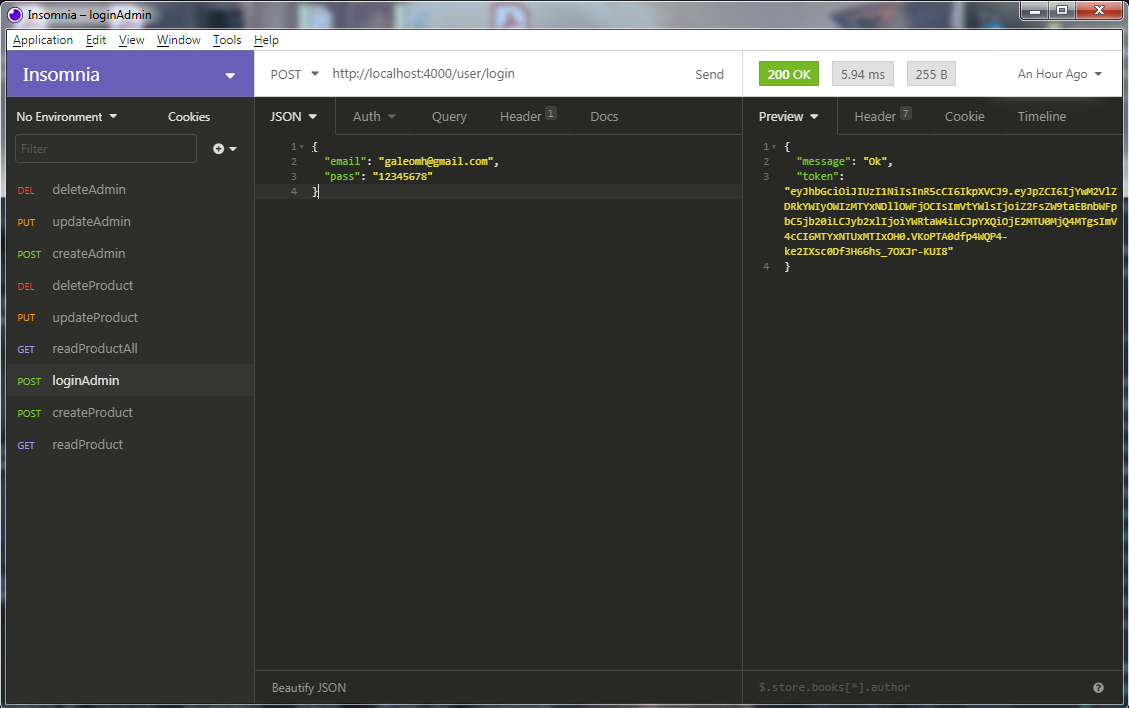 Insomnia – loginAdmin
Application Edit View Window Tools Help
Insomnia
POST http://localhost:4000/user/login Send
200 OK 5.94 ms 255 B An Hour Ago
No Environment Cookies
JSON Auth Query Header 1 Docs
Preview Header 7 Cookie Timeline
Filter
DEL deleteAdmin
PUT updateAdmin
POST createAdmin
DEL deleteProduct
PUT updateProduct
GET readProductAll
POST loginAdmin
POST createProduct
GET readProduct
1 {
2 "email": "galeomh@gmail.com",
3 "pass": "12345678"
4 }
Beautify JSON
1 {
2 "message": "Ok",
3 "token":
"eyJhbGciOiJIUzI1NiIsInR5cCI6IkpXVCJ9.eyJpZCI6IjYwM2VlZ
DRkYWIyOWIzMTYxNDllOWFjOCIsImVtYWlsIjoiZ2FsZW9taEBnbWFp
bC5jb20iLCJyb2xlIjoiYWRtaW4iLCJpYXQiOjE2MTU0MjQ4MTgsImV
4cCI6MTYxNTUxMTIxOH0.VKoPTA0dfp4WQP4-
ke2IXsc0Df3H66hs_7OXJr-KUI8"
4 }
$.store.books[*].author